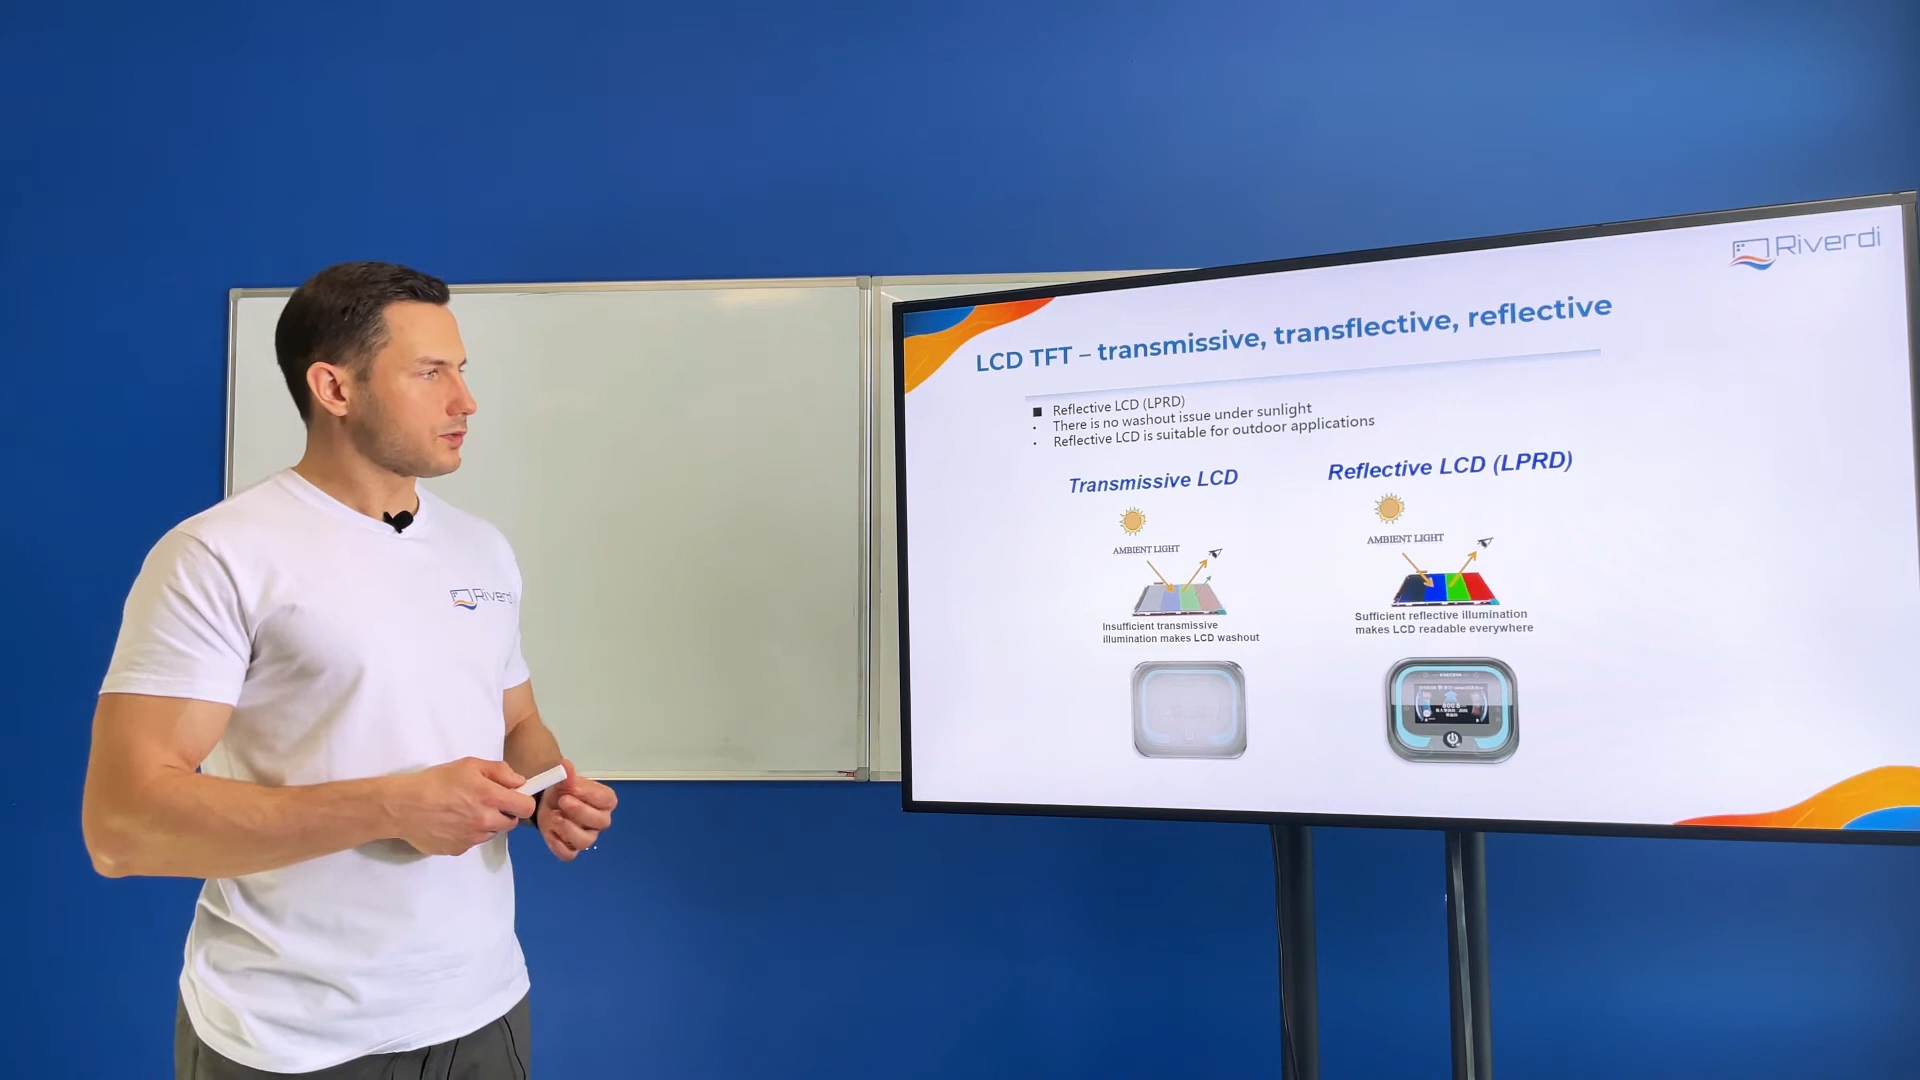 Riverdi
LCD TFT – transmissive, transflective, reflective
■ Reflective LCD (LPRD)
· There is no washout issue under sunlight
· Reflective LCD is suitable for outdoor applications
Transmissive LCD
Reflective LCD (LPRD)
AMBIENT LIGHT
AMBIENT LIGHT
Insufficient transmissive
illumination makes LCD washout
Sufficient reflective illumination
makes LCD readable everywhere
Riverdi